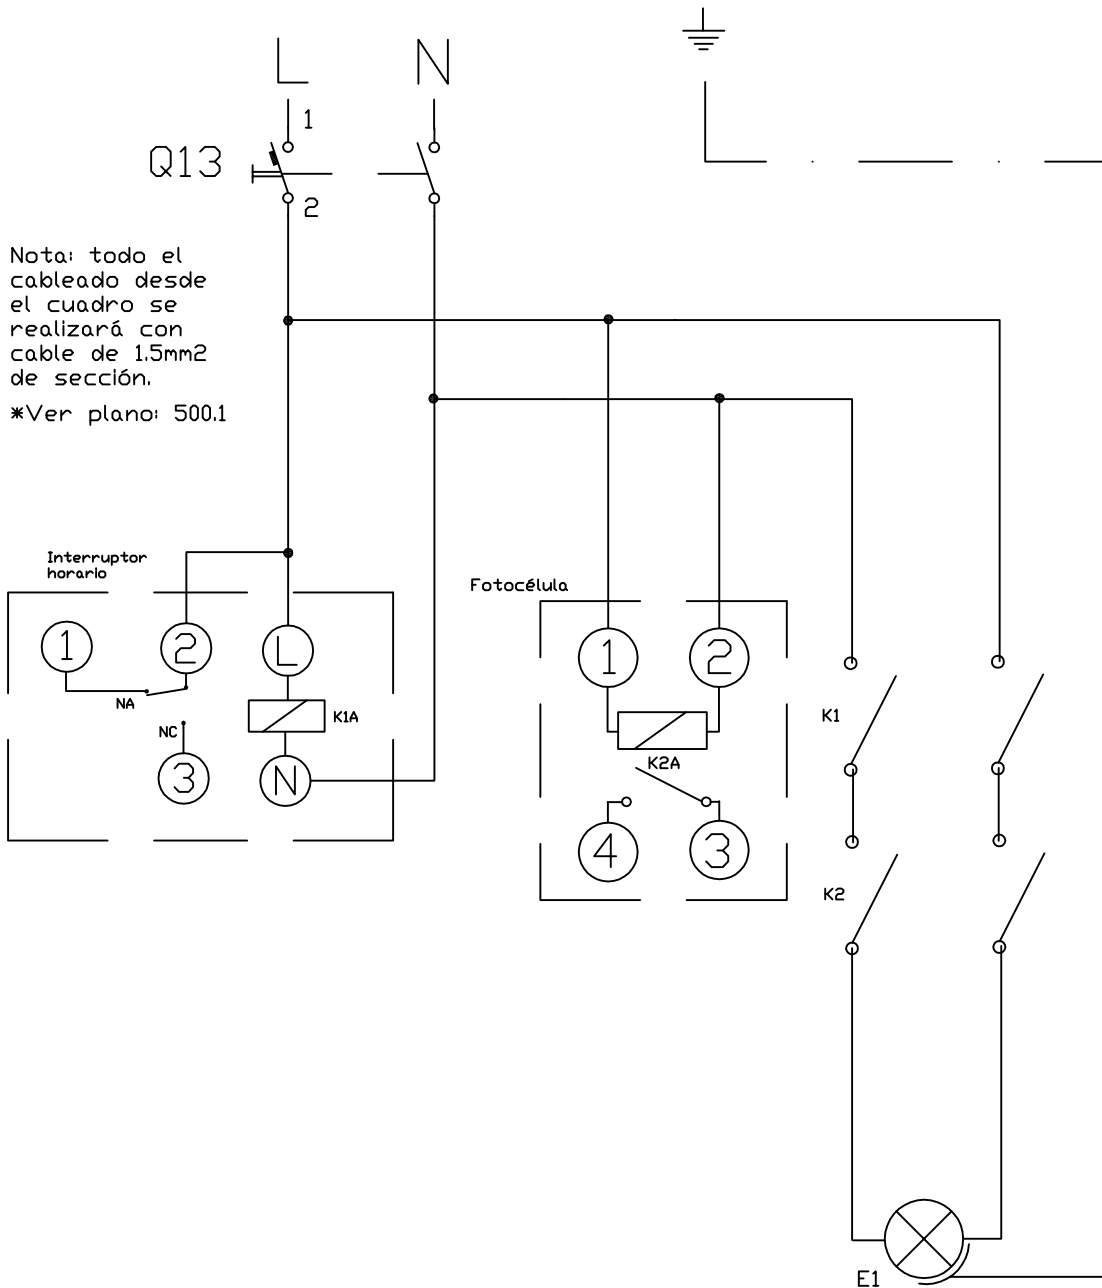 L
N
1
Q13
2
Nota: todo el
cableado desde
el cuadro se
realizará con
cable de 1.5mm2
de sección.
*Ver plano: 500.1
Interruptor
horario
Fotocélula
1
2
L
1
2
NA
K1A
K1
NC
3
N
K2A
4
3
K2
E1